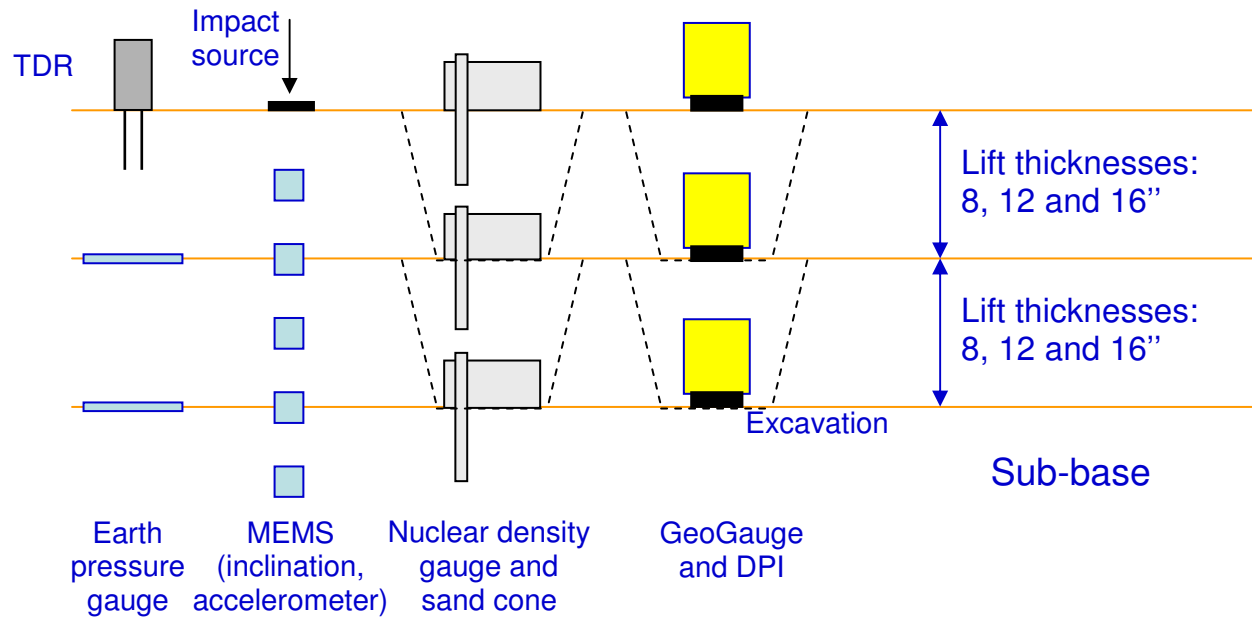 Impact
source
TDR
Lift thicknesses:
8, 12 and 16’’
Lift thicknesses:
8, 12 and 16’’
Excavation
Sub-base
Earth
pressure
gauge
MEMS
(inclination,
accelerometer)
Nuclear density
gauge and
sand cone
GeoGauge
and DPI